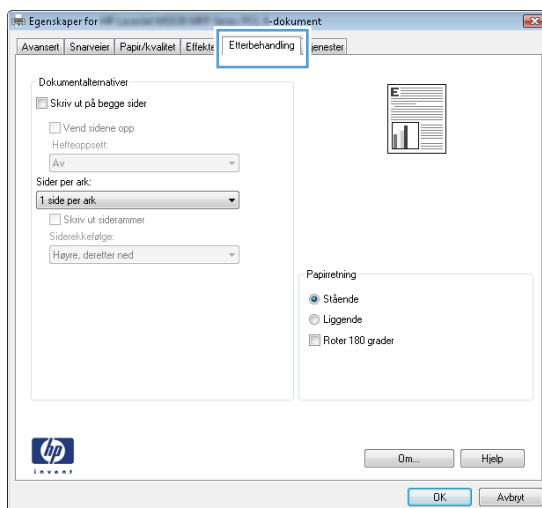 Egenskaper for -dokument
Avansert Snarveier Papir/kvalitet Effekte Etterbehandling jenester
Dokumentalternativer
Skriv ut på begge sider
Vend sidene opp
Hefteoppsett:
Av
Sider per ark:
1 side per ark
Skriv ut siderammer
Siderekkefølge:
Høyre, deretter ned
E
Papirretning
Stående
Liggende
Roter 180 grader
hp
invent
Om... Hjelp
OK Avbryt